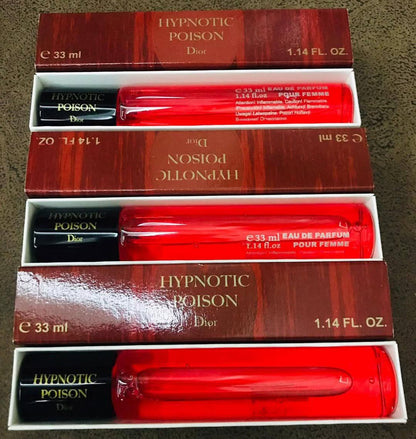 HYPNOTIC
POISON
Dior
e 33 ml
1.14 FL. OZ.
HYPNOTIC
POISON
Dior
e 33 ml EAU DE PARFUM
1.14 fl.oz POUR FEMME
e 33 ml
1.14 FL. OZ.
Dior
POISON
HYPNOTIC
HYPNOTIC
POISON
Dior
e 33 ml EAU DE PARFUM
1.14 fl.oz POUR FEMME
HYPNOTIC
POISON
Dior
e 33 ml
1.14 FL. OZ.
HYPNOTIC
POISON
Dior